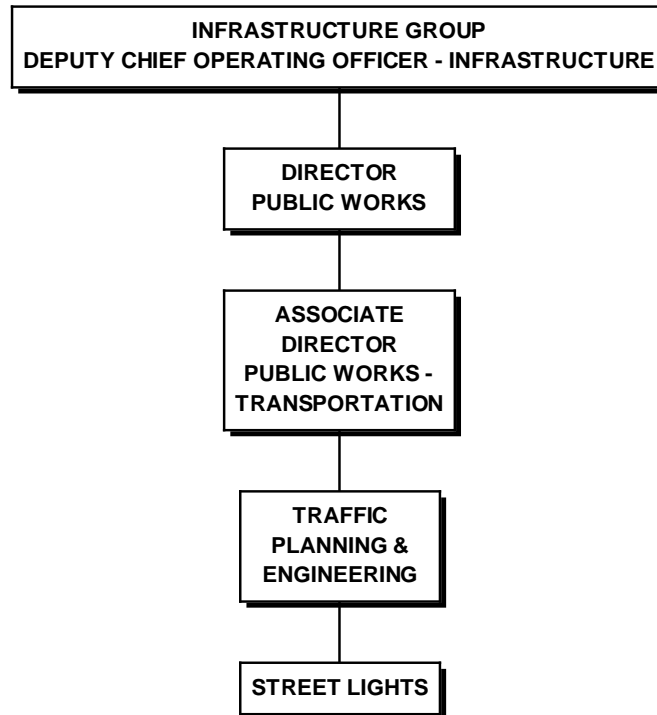 INFRASTRUCTURE GROUP
DEPUTY CHIEF OPERATING OFFICER - INFRASTRUCTURE
DIRECTOR
PUBLIC WORKS
ASSOCIATE
DIRECTOR
PUBLIC WORKS -
TRANSPORTATION
TRAFFIC
PLANNING &
ENGINEERING
STREET LIGHTS